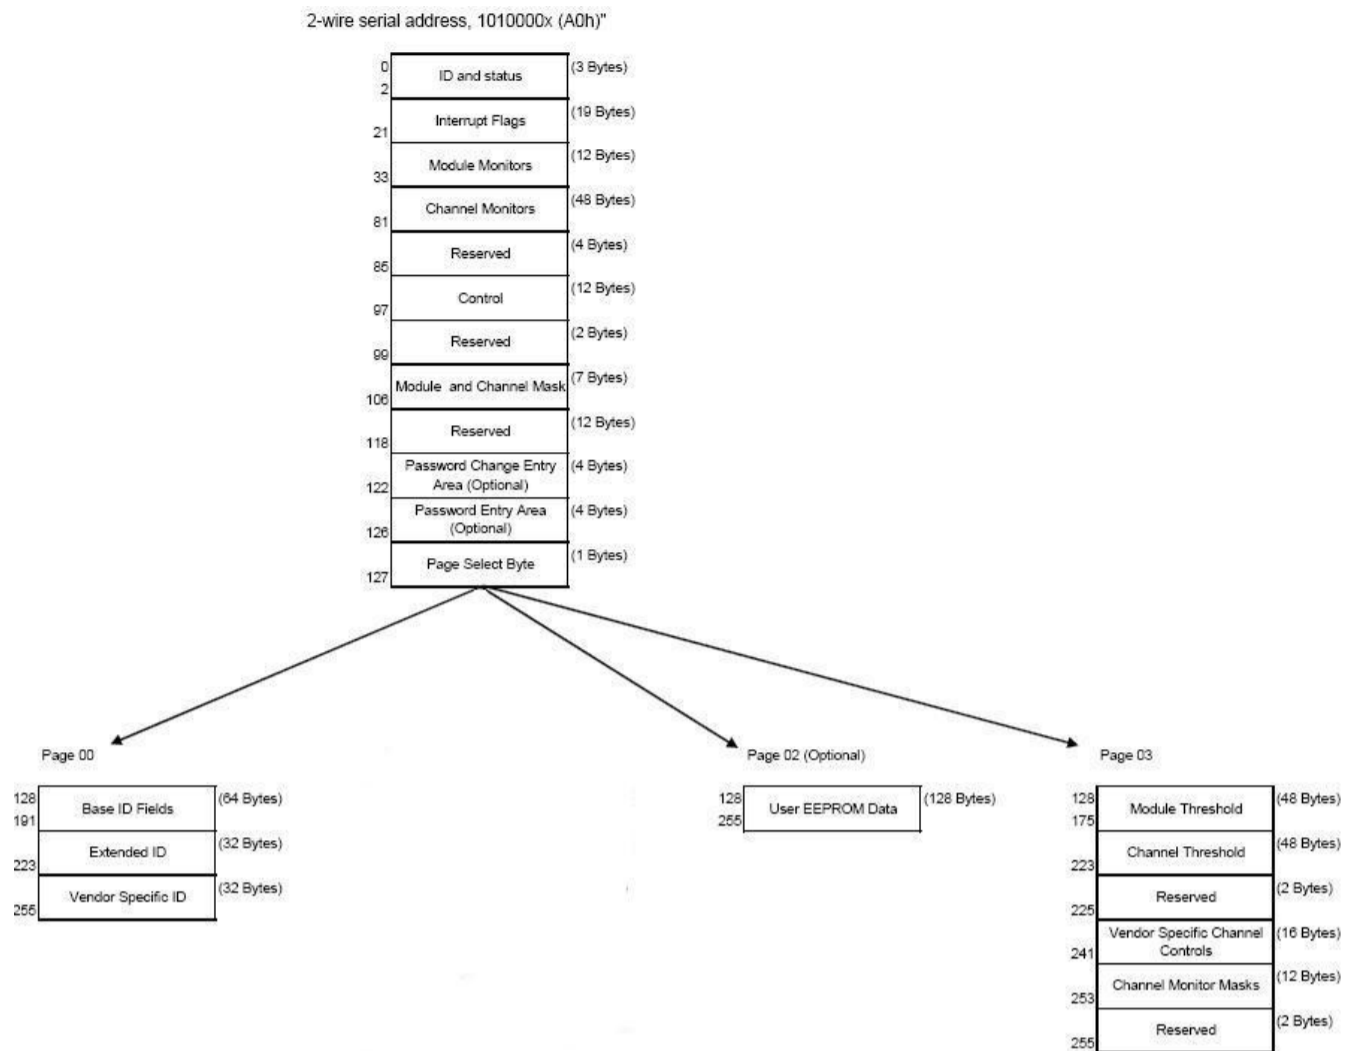 2-wire serial address, 1010000x (A0h)"
0
ID and status
(3 Bytes)
2
Interrupt Flags
(19 Bytes)
21
Module Monitors
(12 Bytes)
33
Channel Monitors
(48 Bytes)
81
Reserved
(4 Bytes)
85
Control
(12 Bytes)
97
Reserved
(2 Bytes)
99
Module and Channel Mask
(7 Bytes)
106
Reserved
(12 Bytes)
118
Password Change Entry
Area (Optional)
(4 Bytes)
122
Password Entry Area
(Optional)
(4 Bytes)
126
Page Select Byte
(1 Bytes)
127
Page 00
128
Base ID Fields
(64 Bytes)
191
Extended ID
(32 Bytes)
223
Vendor Specific ID
(32 Bytes)
255
Page 02 (Optional)
128
User EEPROM Data
(128 Bytes)
255
Page 03
128
Module Threshold
(48 Bytes)
175
Channel Threshold
(48 Bytes)
223
Reserved
(2 Bytes)
225
Vendor Specific Channel
Controls
(16 Bytes)
241
Channel Monitor Masks
(12 Bytes)
253
Reserved
(2 Bytes)
255